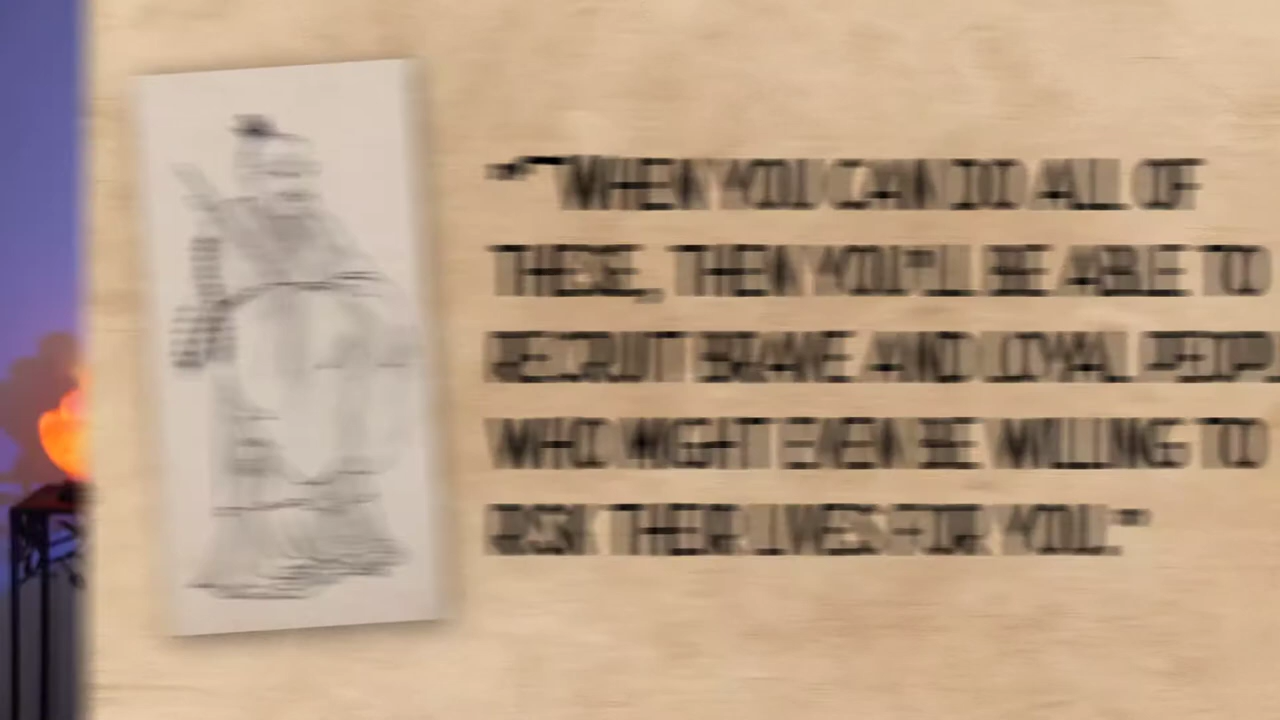 "WHEN YOU CAN DO ALL OF
THESE, THEN YOU'LL BE ABLE TO
RECRUIT BRAVE AND LOYAL PEOPL
WHO MIGHT EVEN BE WILLING TO
RISK THEIR LIVES FOR YOU."